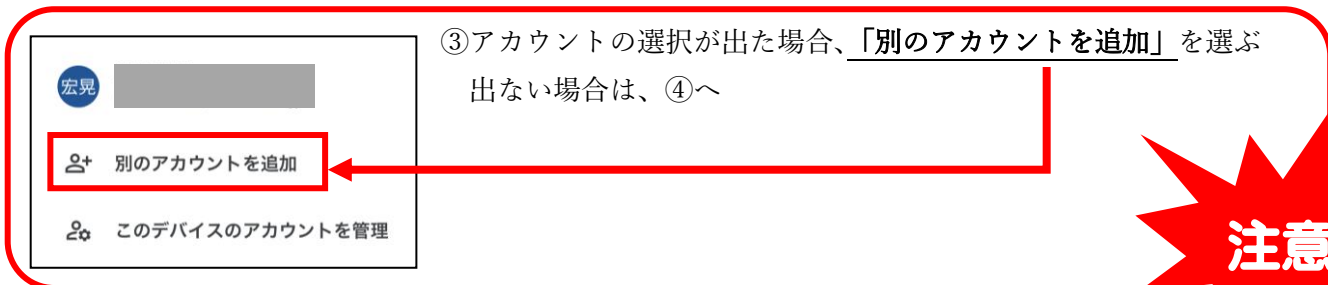 ③アカウントの選択が出た場合、「別のアカウントを追加」を選ぶ
出ない場合は、④へ
宏晃
別のアカウントを追加
このデバイスのアカウントを管理
注意